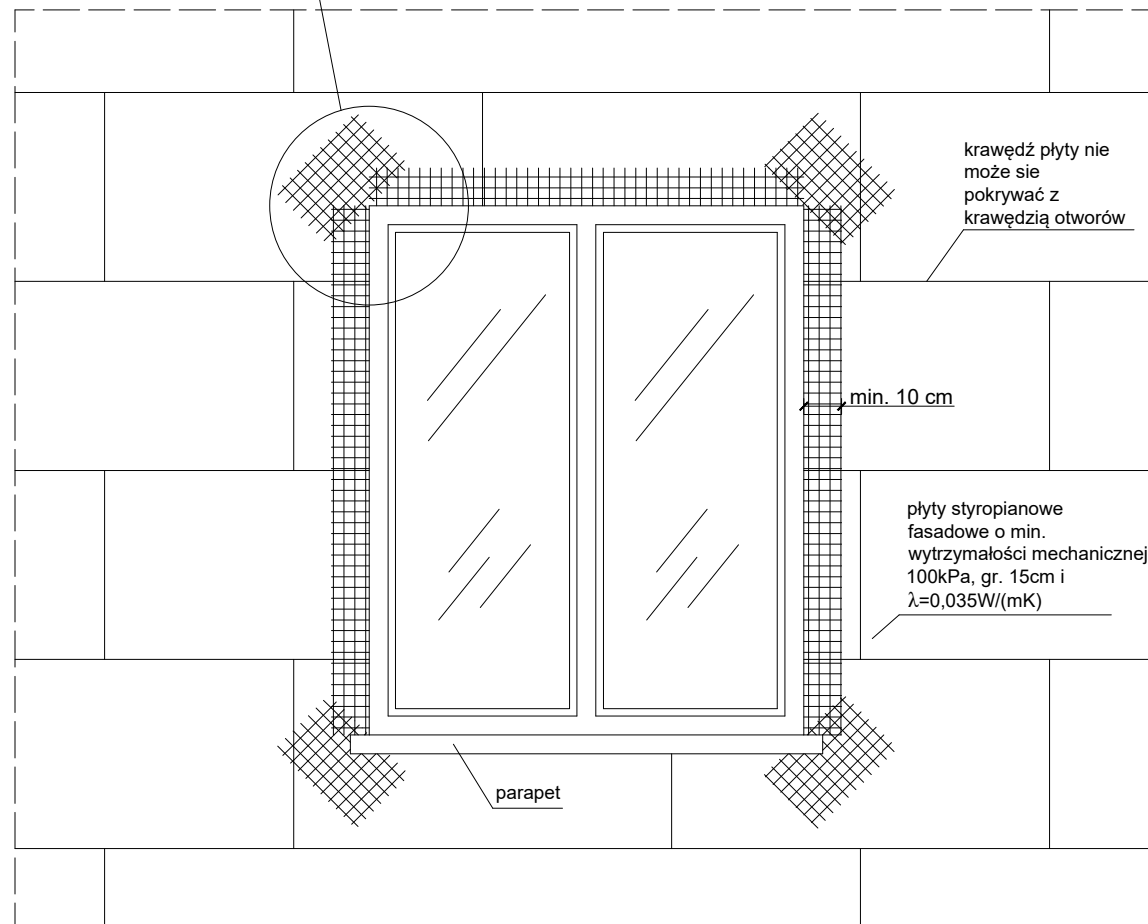 krawędź płyty nie
może sie
pokrywać z
krawędzią otworów
min. 10 cm
płyty styropianowe
fasadowe o min.
wytrzymałości mechanicznej
100kPa, gr. 15cm i
λ=0,035W/(mK)
parapet